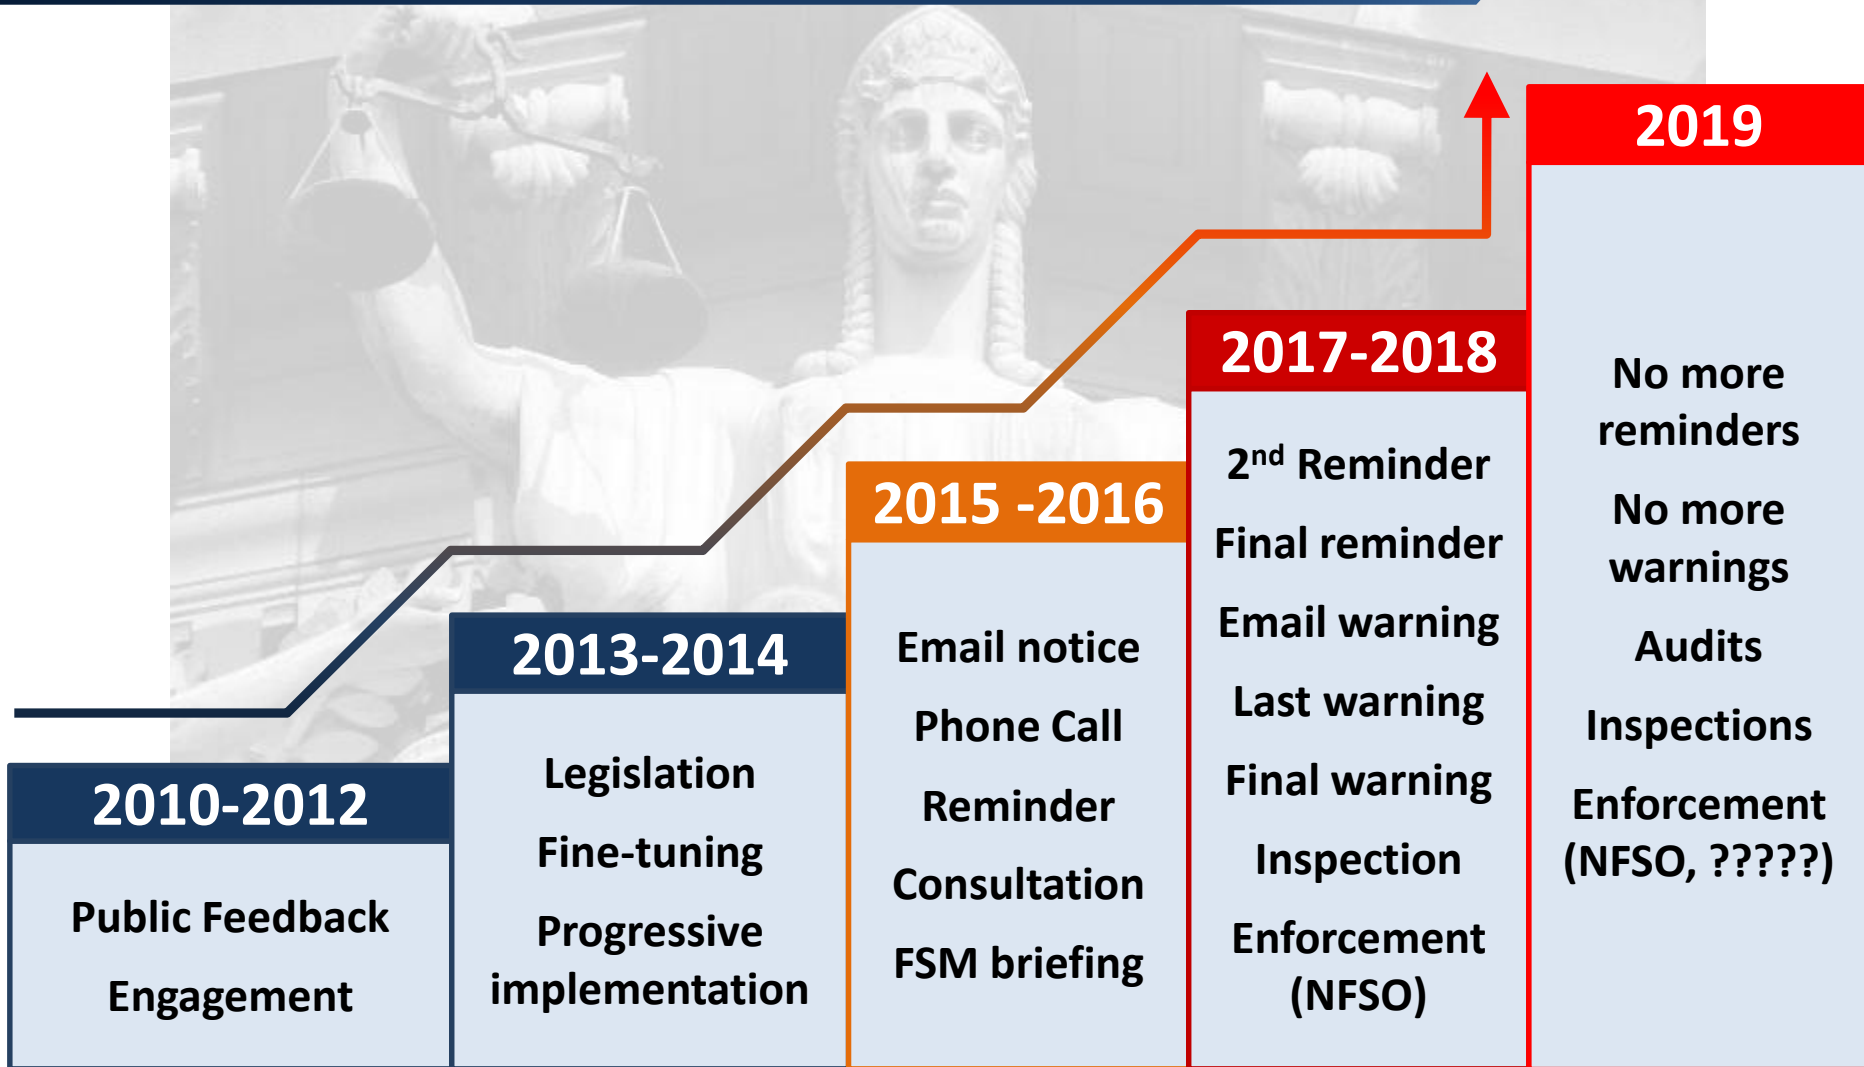 2010-2012
Public Feedback
Engagement
2013-2014
Legislation
Fine-tuning
Progressive
implementation
2015 -2016
Email notice
Phone Call
Reminder
Consultation
FSM briefing
2017-2018
2nd Reminder
Final reminder
Email warning
Last warning
Final warning
Inspection
Enforcement
(NFSO)
2019
No more
reminders
No more
warnings
Audits
Inspections
Enforcement
(NFSO, ?????)